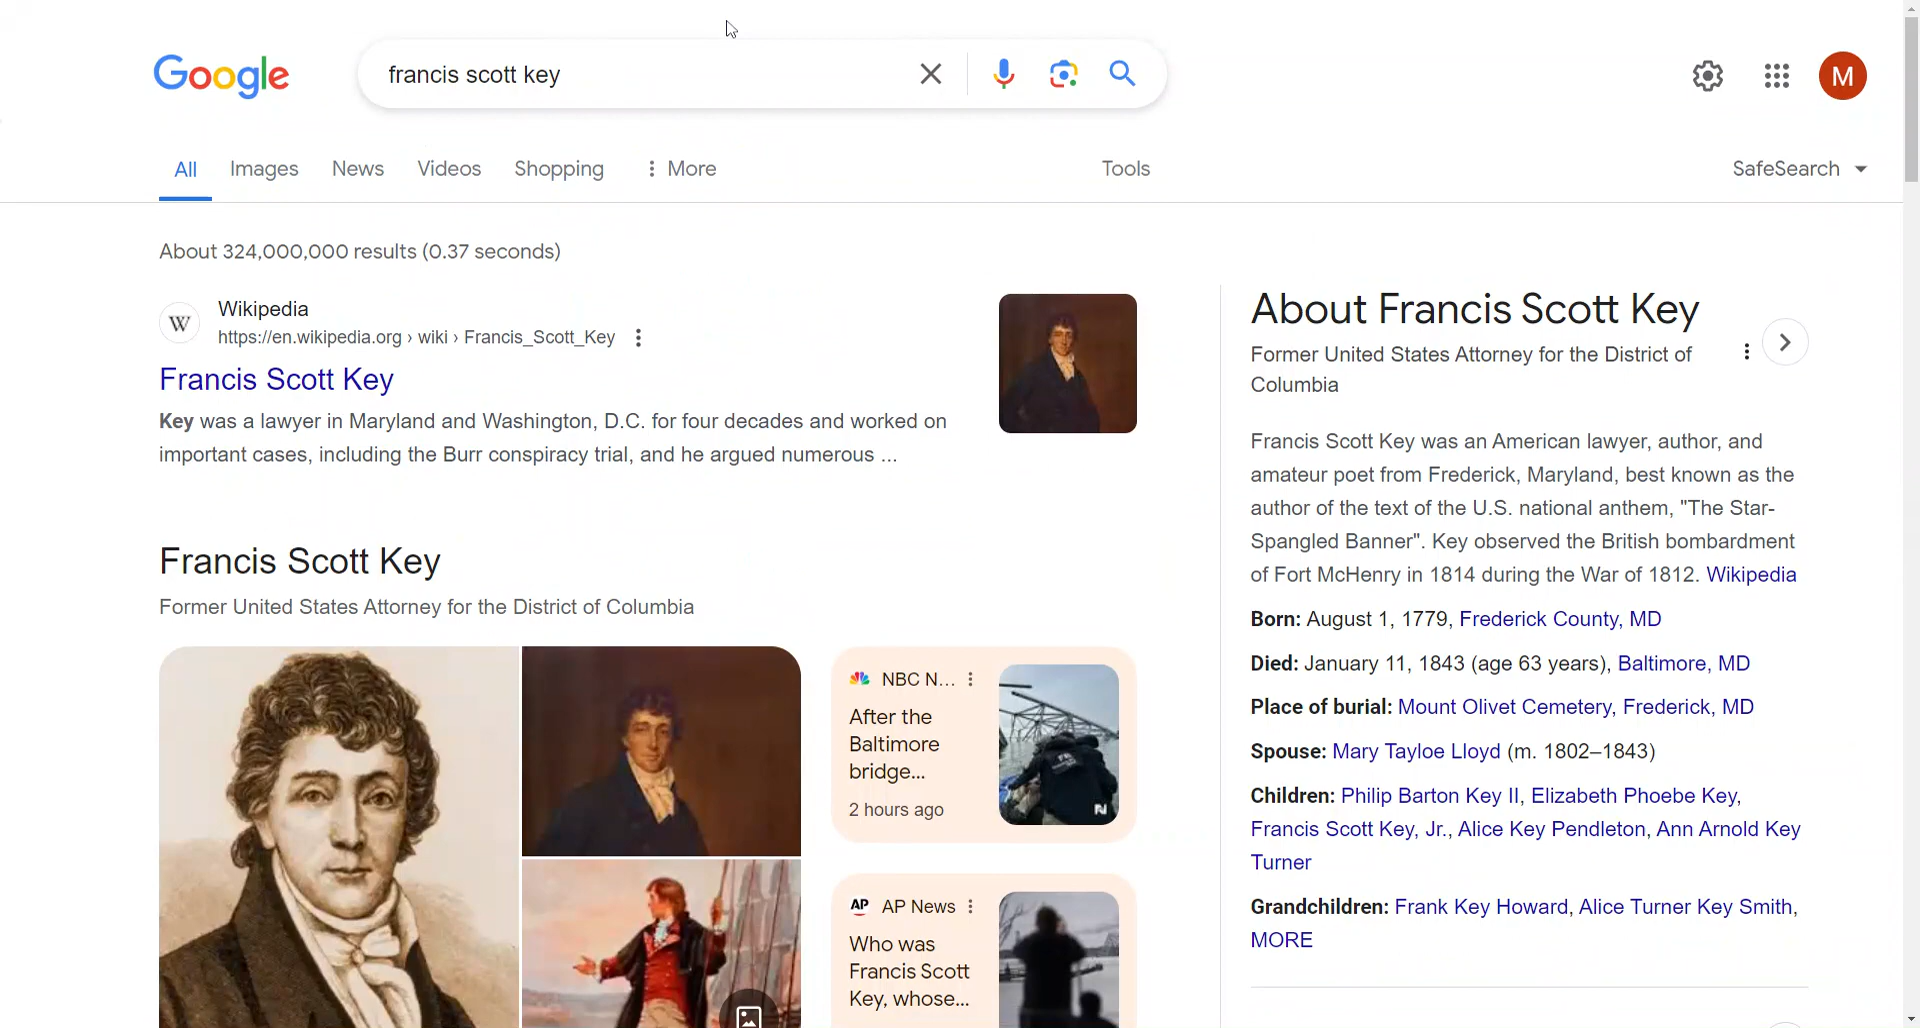 Google
francis scott key
M
All
Images
News
Videos
Shopping
More
Tools
SafeSearch
About 324,000,000 results (0.37 seconds)
W
Wikipedia
https://en.wikipedia.org › wiki › Francis_Scott_Key
Francis Scott Key
Key was a lawyer in Maryland and Washington, D.C. for four decades and worked on
important cases, including the Burr conspiracy trial, and he argued numerous ...
Francis Scott Key
Former United States Attorney for the District of Columbia
NBC N...
After the
Baltimore
bridge...
2 hours ago
N
AP
AP News
Who was
Francis Scott
Key, whose...
About Francis Scott Key
Former United States Attorney for the District of
Columbia
Francis Scott Key was an American lawyer, author, and
amateur poet from Frederick, Maryland, best known as the
author of the text of the U.S. national anthem, "The Star-
Spangled Banner". Key observed the British bombardment
of Fort McHenry in 1814 during the War of 1812. Wikipedia
Born: August 1, 1779, Frederick County, MD
Died: January 11, 1843 (age 63 years), Baltimore, MD
Place of burial: Mount Olivet Cemetery, Frederick, MD
Spouse: Mary Tayloe Lloyd (m. 1802–1843)
Children: Philip Barton Key II, Elizabeth Phoebe Key,
Francis Scott Key, Jr., Alice Key Pendleton, Ann Arnold Key
Turner
Grandchildren: Frank Key Howard, Alice Turner Key Smith,
MORE